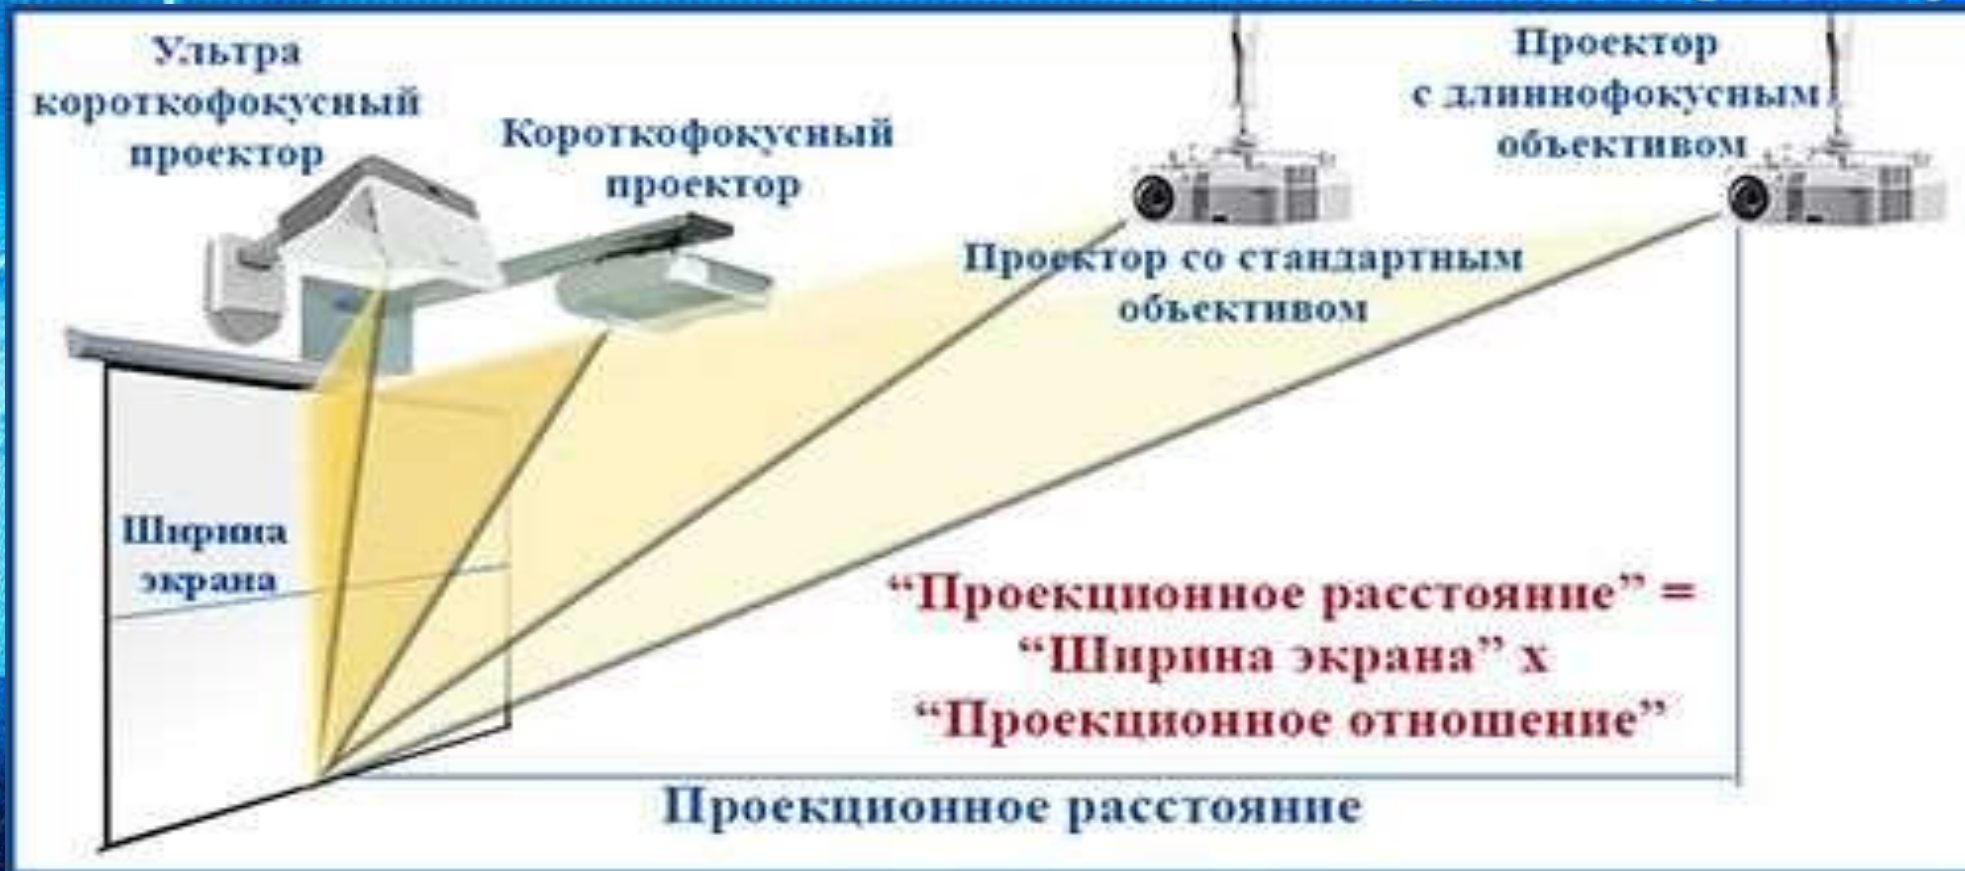 Ультра
короткофокусный
проектор
Короткофокусный
проектор
Проектор со стандартным
объективом
Проектор
с длиннофокусным
объективом
Ширина
экрана
“Проекционное расстояние” =
“Ширина экрана” х
“Проекционное отношение”
Проекционное расстояние